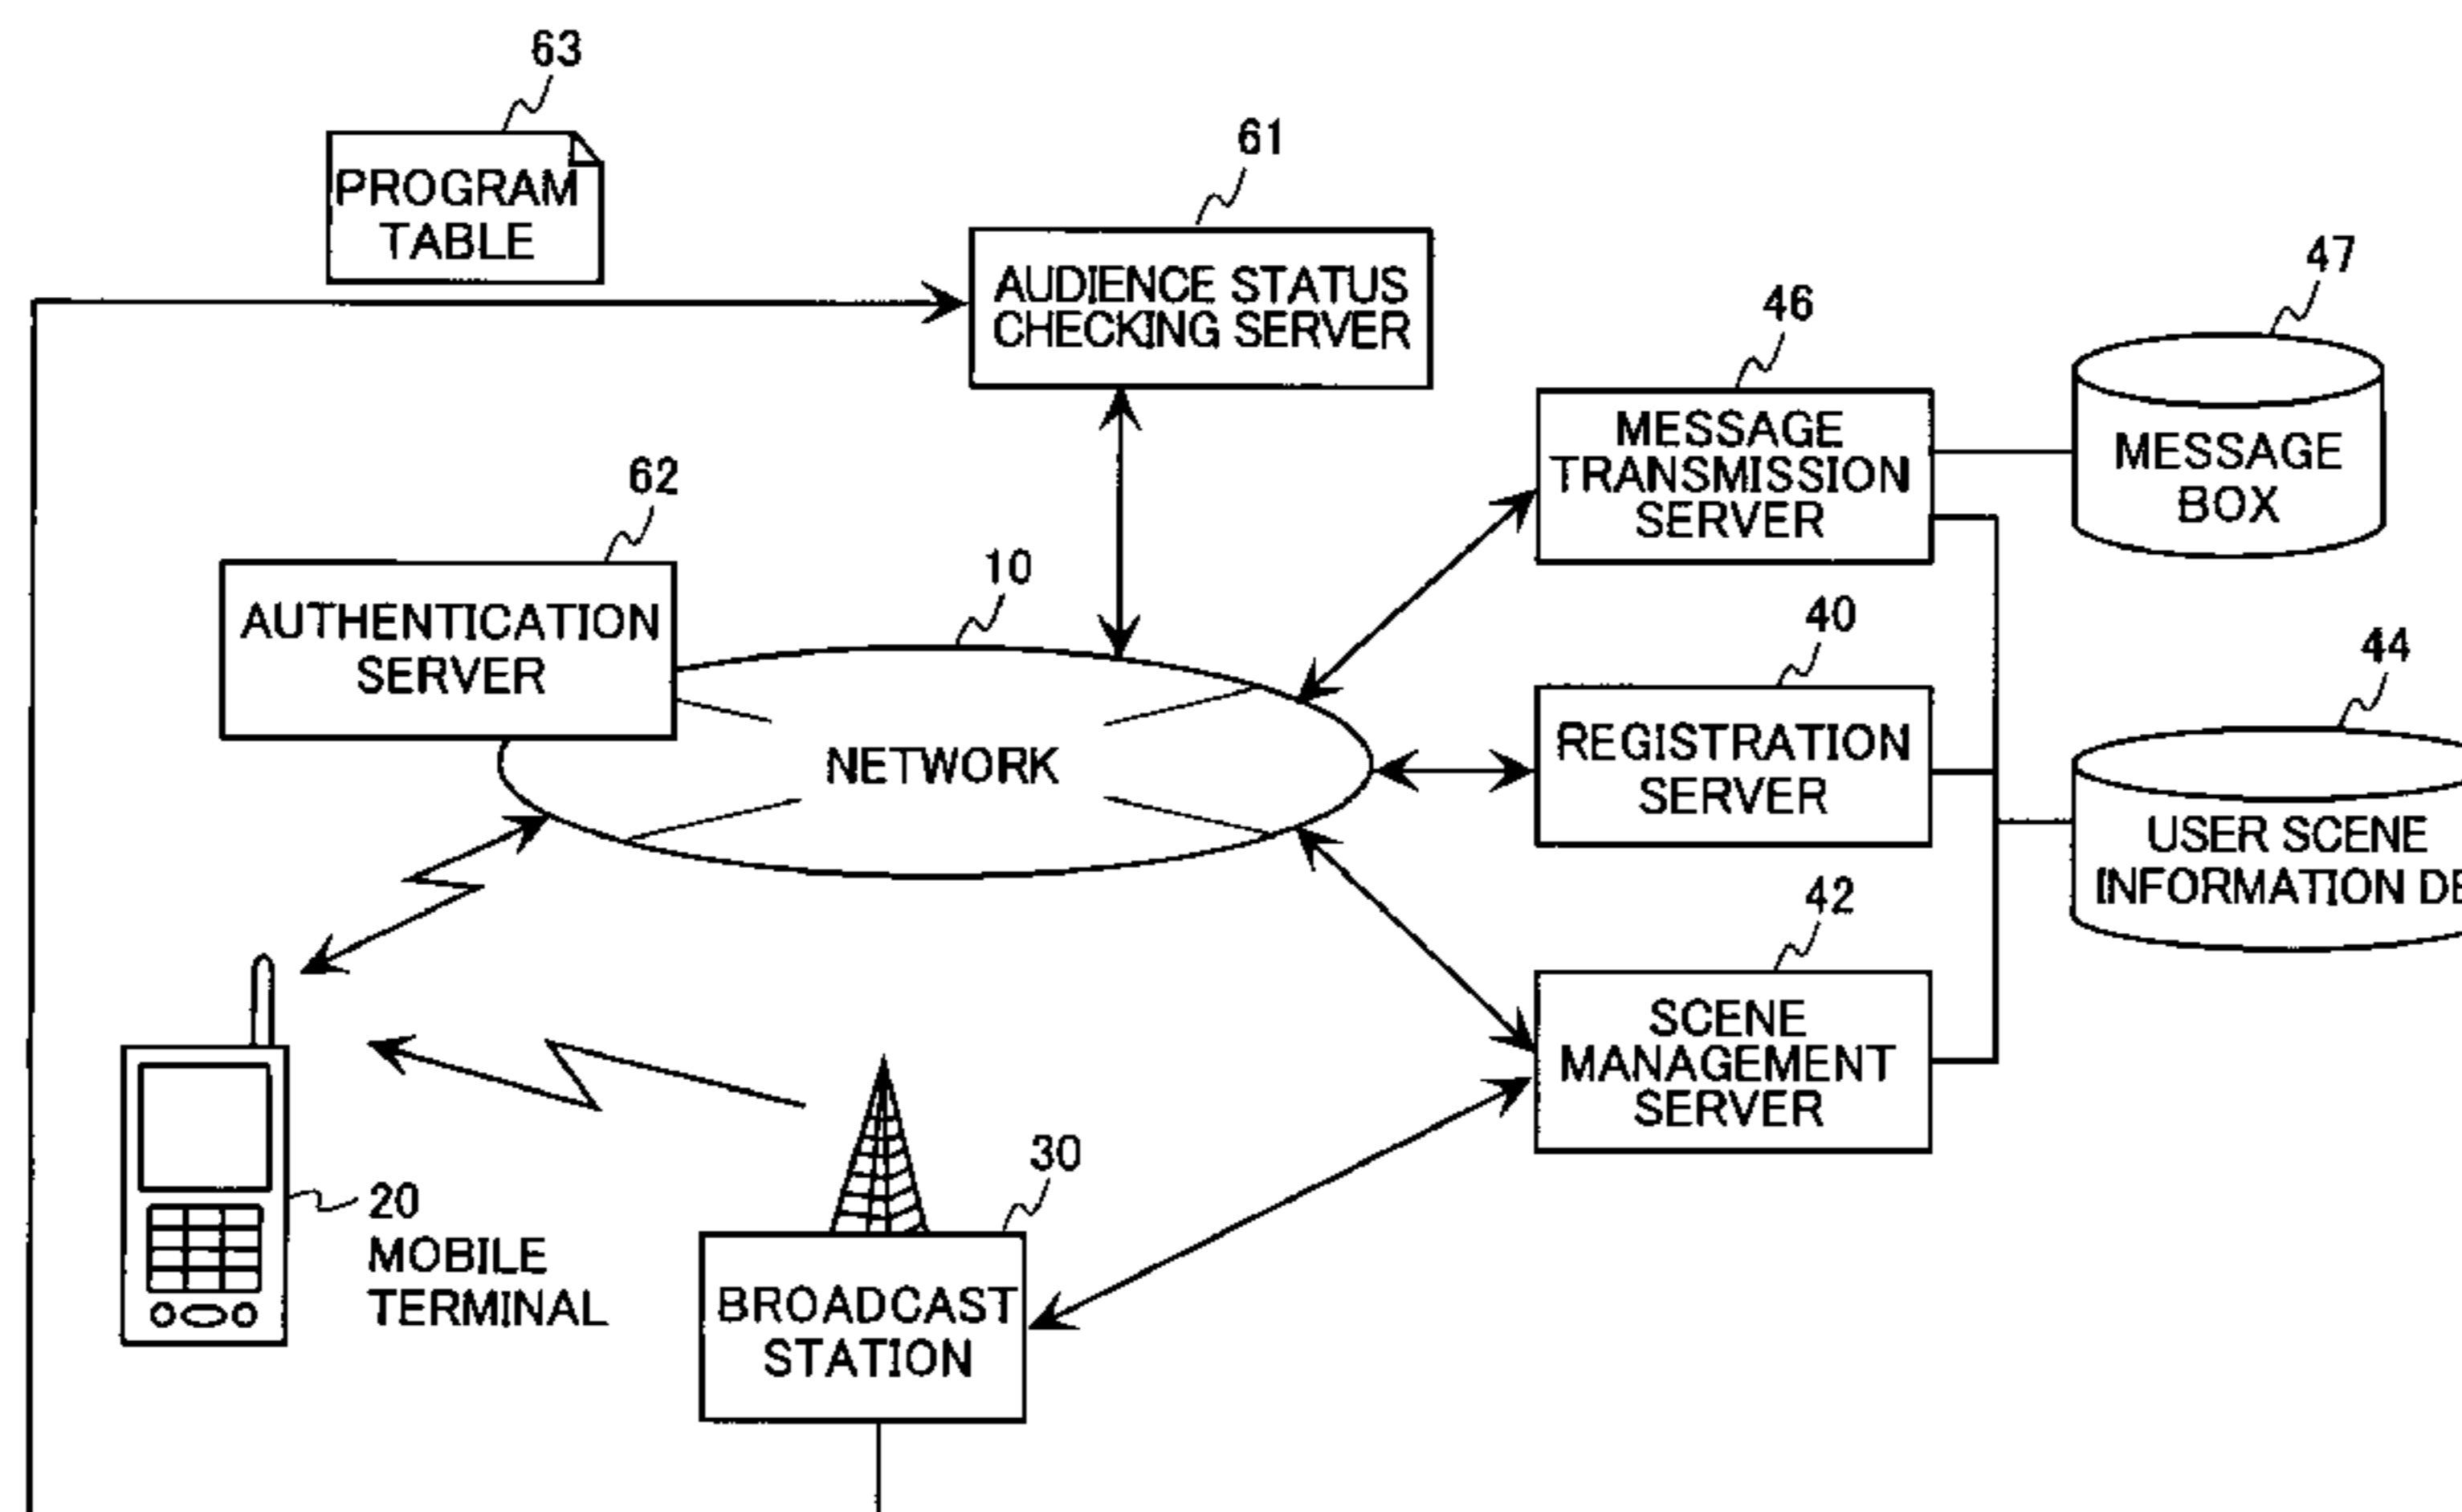 63
PROGRAM
TABLE
61
AUDIENCE STATUS
CHECKING SERVER
47
MESSAGE
BOX
46
MESSAGE
TRANSMISSION
SERVER
62
AUTHENTICATION
SERVER
10
NETWORK
40
REGISTRATION
SERVER
44
USER SCENE
INFORMATION
42
SCENE
MANAGEMENT
SERVER
20
MOBILE
TERMINAL
30
BROADCAST
STATION